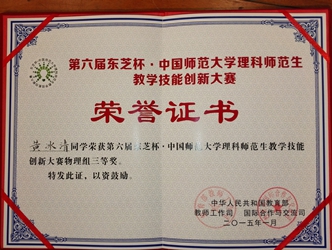 第六届东芝杯·中国师范大学理科师范生
教学技能创新大赛
荣誉证书
黄水清同学荣获第六届东芝杯·中国师范大学理科师范生教学技能
创新大赛物理组三等奖。
特发此证，以资鼓励。
中华人民共和国教育部
教师工作司 国际合作与交流司
二〇一五年一月